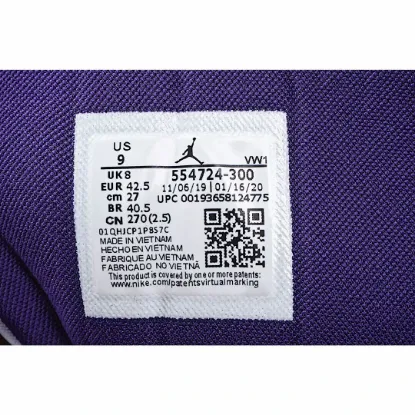 US
9
VW1
UK 8
554724-300
EUR 42.5
11/06/19 | 01/16/20
cm 27
UPC 00193658124775
BR 40.5
CN 270(2.5)
01QHJCP1PBS7C
MADE IN VIETNAM
HECHO EN VIETNAM
FABRIQUE AU VIETNAM
FABRICADO NO VIETNÃ
This product is covered by one or more patents:
www.nike.com/patentsvirtualmarking